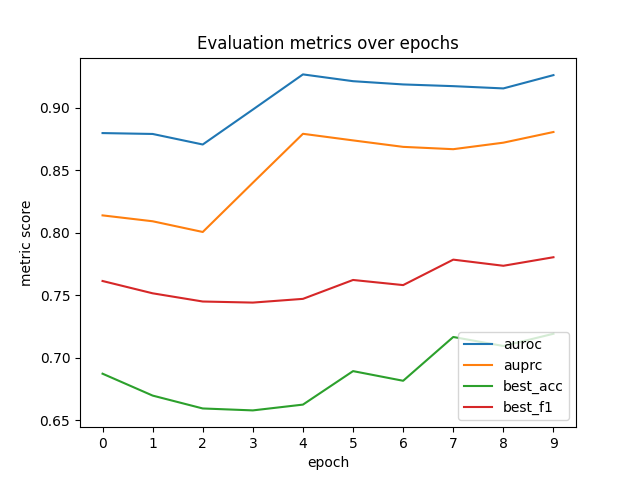 Evaluation metrics over epochs
metric score
0.90
0.85
0.80
0.75
0.70
0.65
0 1 2 3 4 5 6 7 8 9
epoch
auroc
auprc
best_acc
best_f1